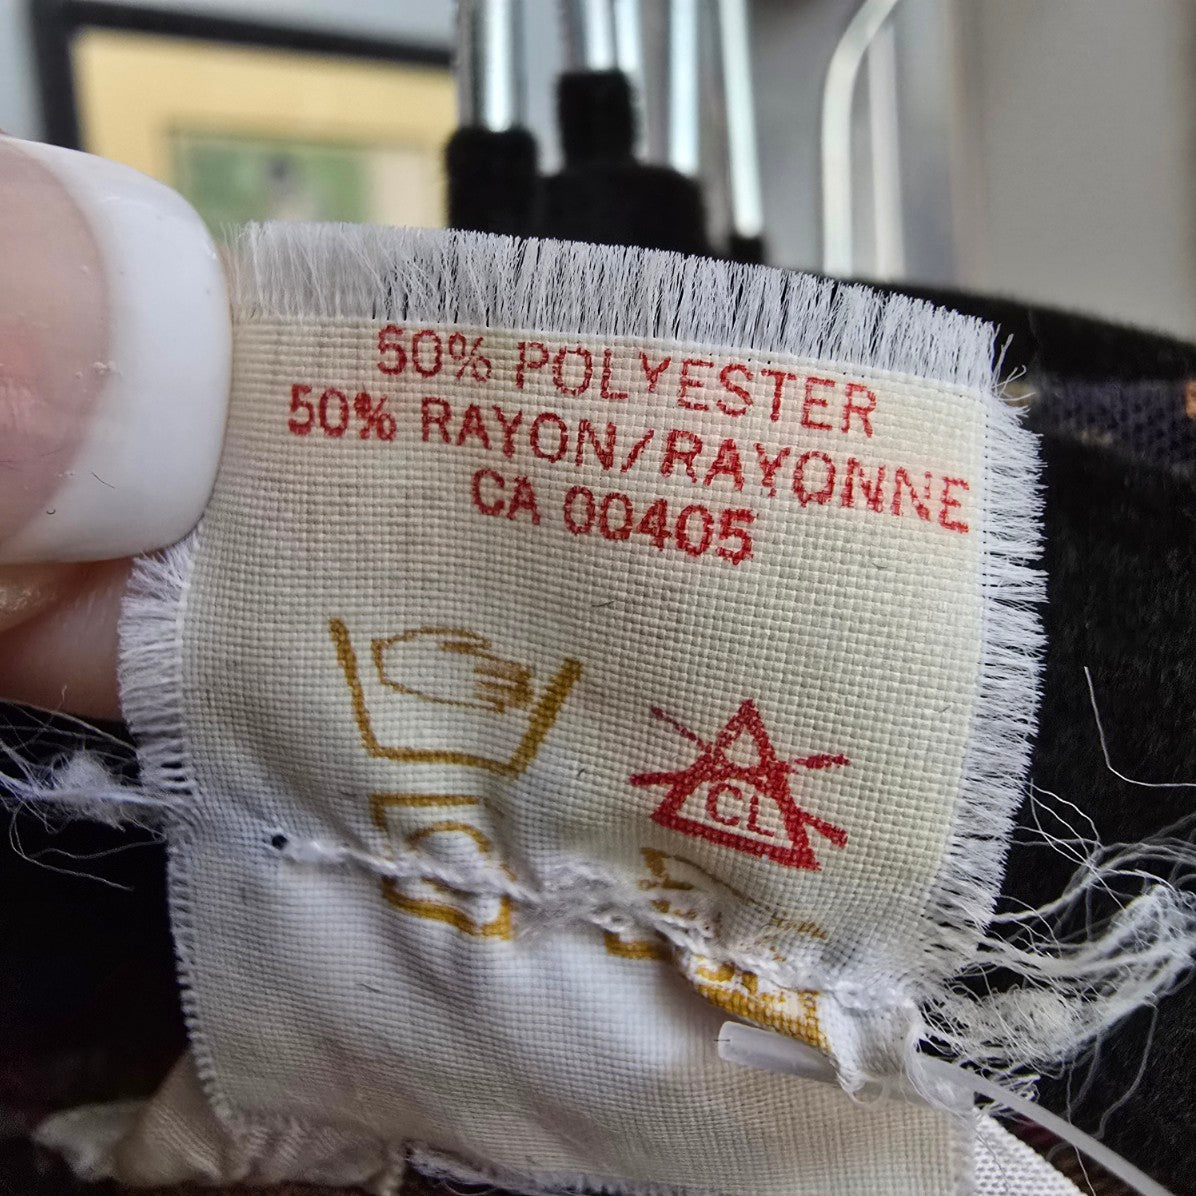 50% POLYESTER
50% RAYON/RAYONNE
CA 00405
CL